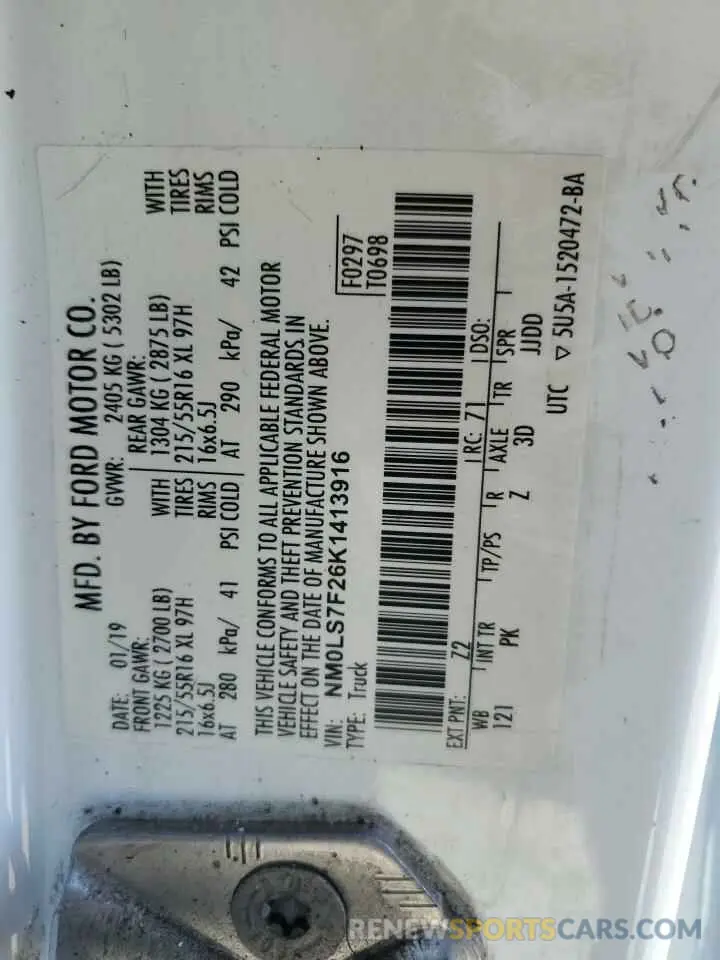 MFD. BY FORD MOTOR CO.
DATE: 01/19 GVWR: 2405 KG ( 5302 LB)
FRONT GAWR: REAR GAWR:
1225 KG ( 2700 LB) WITH 1304 KG ( 2875 LB) WITH
215/55R16 XL 97H TIRES 215/55R16 XL 97H TIRES
16x6.5J RIMS 16x6.5J RIMS
AT 280 kPa/ 41 PSI COLD AT 290 kPa/ 42 PSI COLD
THIS VEHICLE CONFORMS TO ALL APPLICABLE FEDERAL MOTOR
VEHICLE SAFETY AND THEFT PREVENTION STANDARDS IN
EFFECT ON THE DATE OF MANUFACTURE SHOWN ABOVE.
VIN: NM0LS7F26K1413916 F0297
TYPE: Truck T0698
EXT PNT: Z2 RC: 71 DSO:
WB INT TR TP/PS R AXLE TR SPR
121 PK Z 3D JJDD
UTC ▽ 5U5A-1520472-BA
RENEWSPORTSCARS.COM